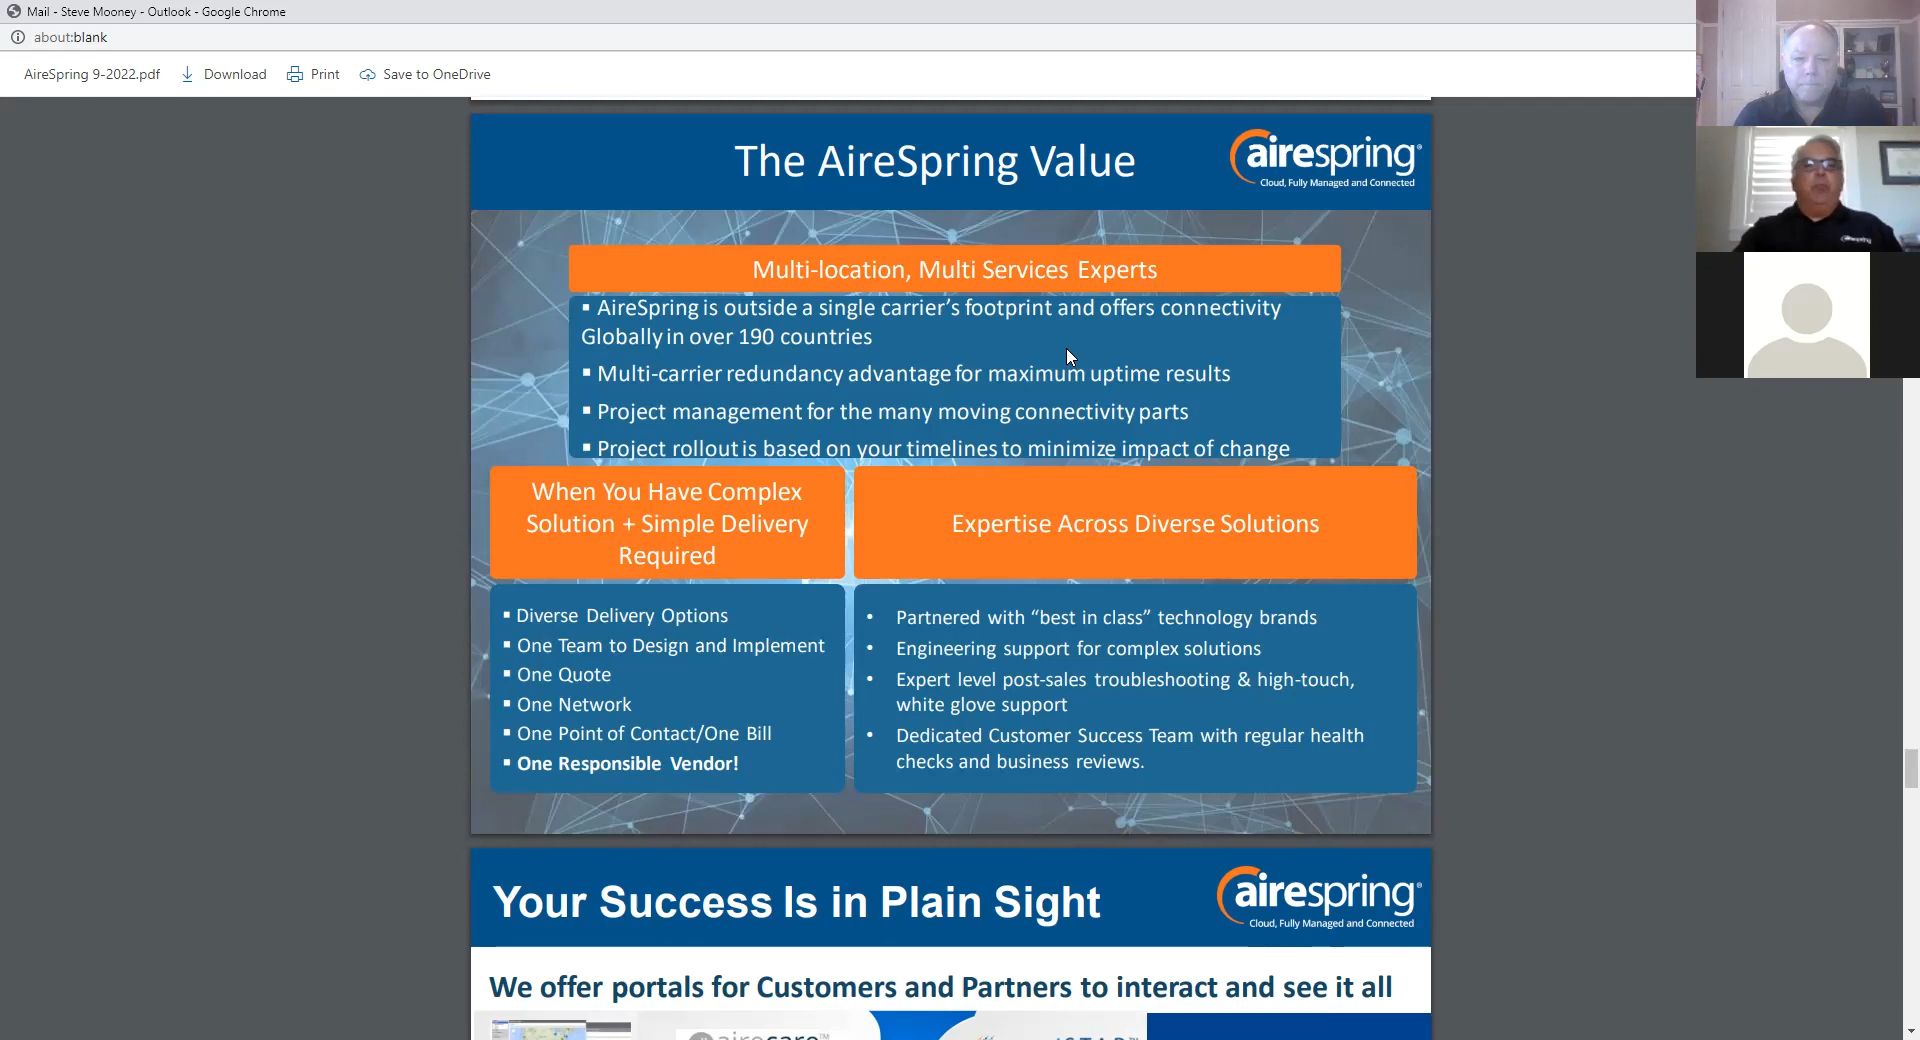 Mail - Steve Mooney - Outlook - Google Chrome
about:blank
AireSpring 9-2022.pdf Download Print Save to OneDrive
The AireSpring Value
airespring®
Cloud, Fully Managed and Connected
Multi-location, Multi Services Experts
▪ AireSpring is outside a single carrier’s footprint and offers connectivity
Globally in over 190 countries
▪ Multi-carrier redundancy advantage for maximum uptime results
▪ Project management for the many moving connectivity parts
▪ Project rollout is based on your timelines to minimize impact of change
When You Have Complex
Solution + Simple Delivery
Required
▪ Diverse Delivery Options
▪ One Team to Design and Implement
▪ One Quote
▪ One Network
▪ One Point of Contact/One Bill
▪ One Responsible Vendor!
Expertise Across Diverse Solutions
• Partnered with “best in class” technology brands
• Engineering support for complex solutions
• Expert level post-sales troubleshooting & high-touch,
white glove support
• Dedicated Customer Success Team with regular health
checks and business reviews.
Your Success Is in Plain Sight
airespring®
Cloud, Fully Managed and Connected
We offer portals for Customers and Partners to interact and see it all